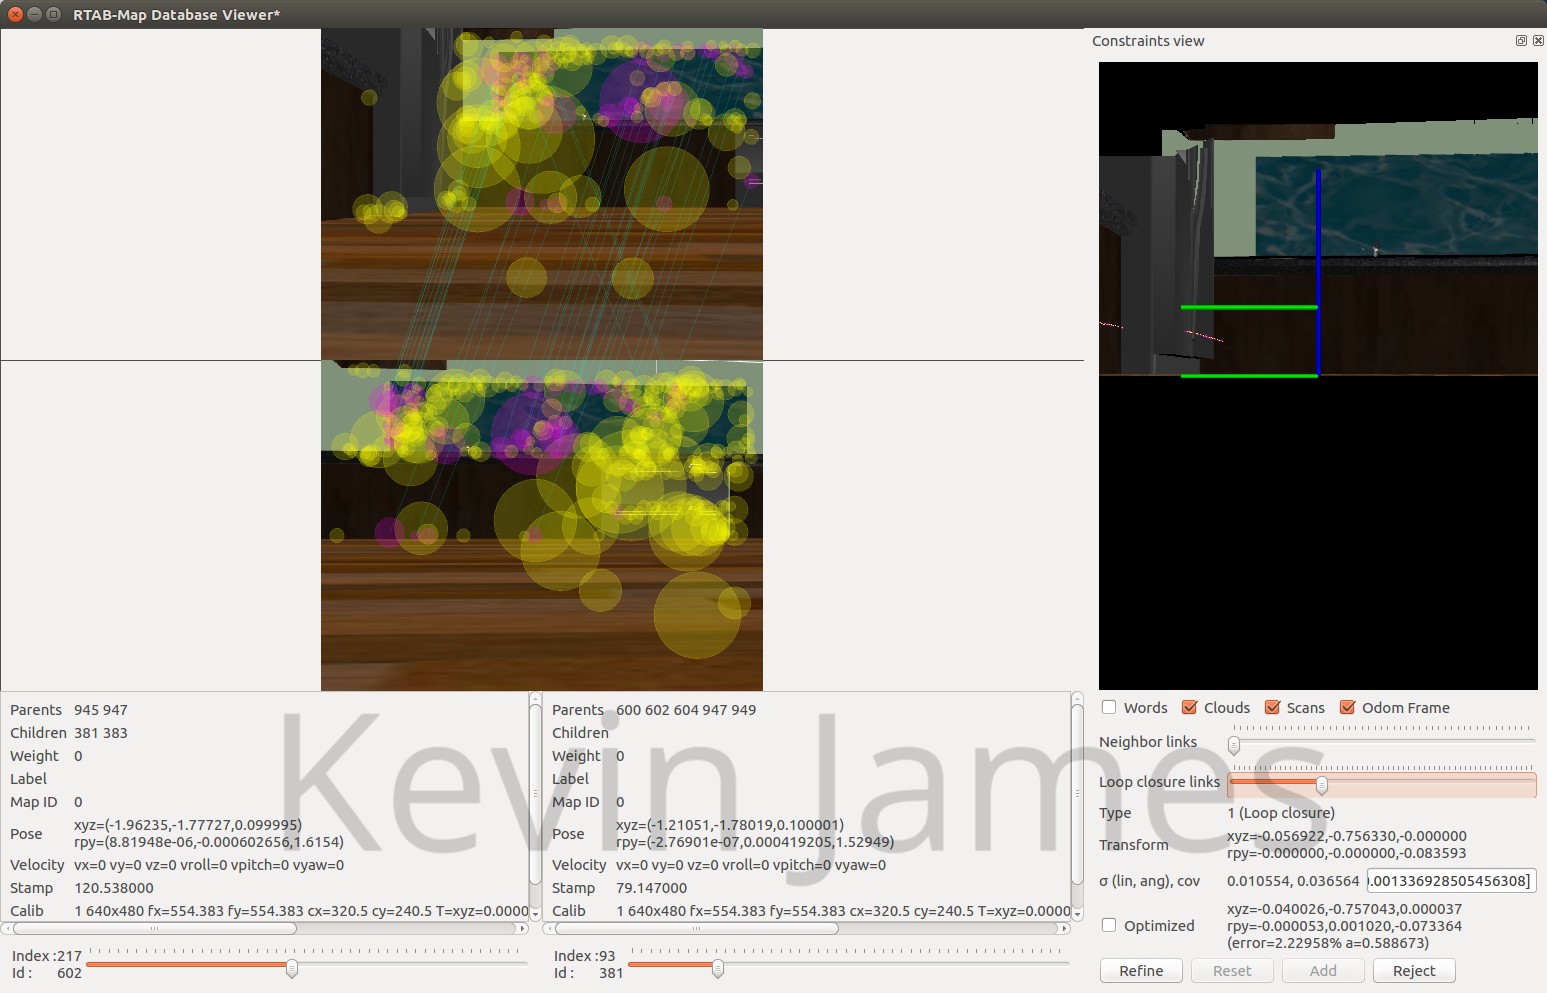 RTAB-Map Database Viewer*
Constraints view
Parents 945 947
Children 381 383
Weight 0
Label
Map ID 0
Pose xyz=(-1.96235,-1.77727,0.099995)
rpy=(8.81948e-06,-0.000602656,1.6154)
Velocity vx=0 vy=0 vz=0 vroll=0 vpitch=0 vyaw=0
Stamp 120.538000
Calib 1 640x480 fx=554.383 fy=554.383 cx=320.5 cy=240.5 T=xyz=0.0000
Index :217
Id : 602
Parents 600 602 604 947 949
Children
Weight 0
Label
Map ID 0
Pose xyz=(-1.21051,-1.78019,0.100001)
rpy=(-2.76901e-07,0.000419205,1.52949)
Velocity vx=0 vy=0 vz=0 vroll=0 vpitch=0 vyaw=0
Stamp 79.147000
Calib 1 640x480 fx=554.383 fy=554.383 cx=320.5 cy=240.5 T=xyz=0.0000
Index :93
Id : 381
Words Clouds Scans Odom Frame
Neighbor links
Loop closure links
Type 1 (Loop closure)
Transform xyz=-0.056922,-0.756330,-0.000000
rpy=-0.000000,-0.000000,-0.083593
σ (lin, ang), cov 0.010554, 0.036564 .001336928505456308]
Optimized xyz=-0.040026,-0.757043,0.000037
rpy=-0.000053,0.001020,-0.073364
(error=2.22958% a=0.588673)
Refine Reset Add Reject
Kevin James